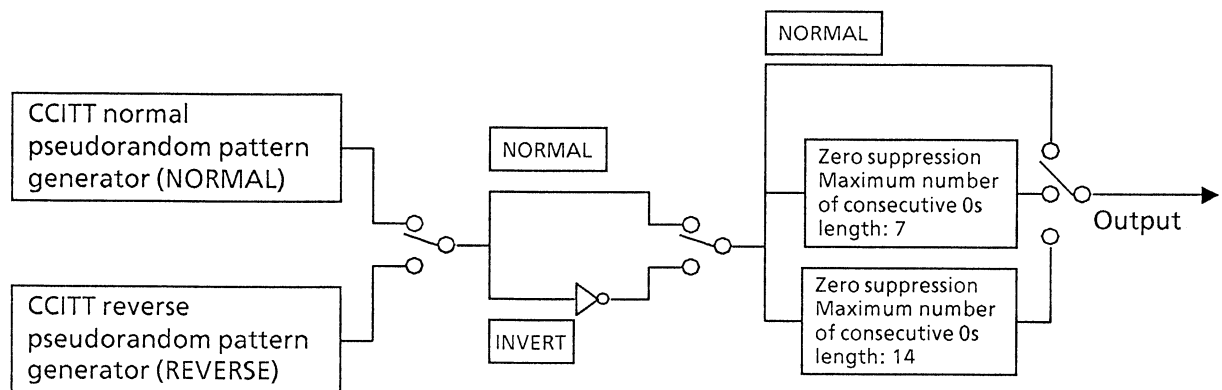 NORMAL
CCITT normal
pseudorandom pattern
generator (NORMAL)
NORMAL
Zero suppression
Maximum number
of consecutive 0s
length: 7
Output
CCITT reverse
pseudorandom pattern
generator (REVERSE)
INVERT
Zero suppression
Maximum number
of consecutive 0s
length: 14